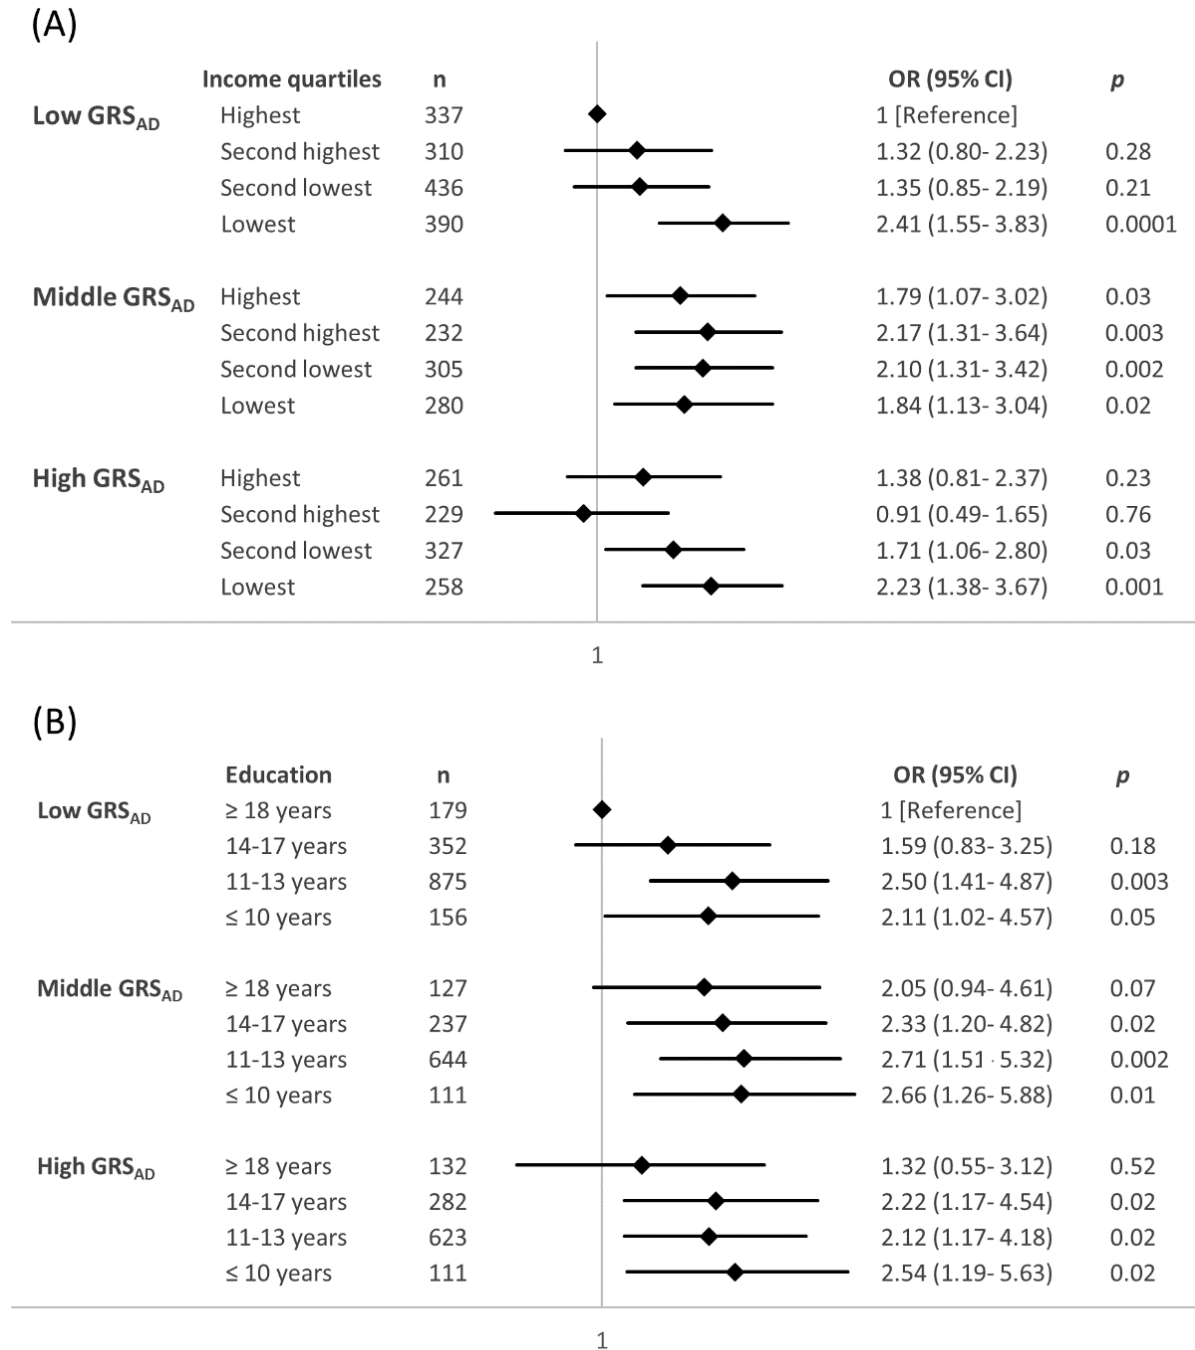 (A)
Income quartiles n OR (95% CI) p
Low GRSAD Highest 337 1 [Reference]
Second highest 310 1.32 (0.80- 2.23) 0.28
Second lowest 436 1.35 (0.85- 2.19) 0.21
Lowest 390 2.41 (1.55- 3.83) 0.0001
Middle GRSAD Highest 244 1.79 (1.07- 3.02) 0.03
Second highest 232 2.17 (1.31- 3.64) 0.003
Second lowest 305 2.10 (1.31- 3.42) 0.002
Lowest 280 1.84 (1.13- 3.04) 0.02
High GRSAD Highest 261 1.38 (0.81- 2.37) 0.23
Second highest 229 0.91 (0.49- 1.65) 0.76
Second lowest 327 1.71 (1.06- 2.80) 0.03
Lowest 258 2.23 (1.38- 3.67) 0.001
1
(B)
Education n OR (95% CI) p
Low GRSAD ≥ 18 years 179 1 [Reference]
14-17 years 352 1.59 (0.83- 3.25) 0.18
11-13 years 875 2.50 (1.41- 4.87) 0.003
≤ 10 years 156 2.11 (1.02- 4.57) 0.05
Middle GRSAD ≥ 18 years 127 2.05 (0.94- 4.61) 0.07
14-17 years 237 2.33 (1.20- 4.82) 0.02
11-13 years 644 2.71 (1.51 · 5.32) 0.002
≤ 10 years 111 2.66 (1.26- 5.88) 0.01
High GRSAD ≥ 18 years 132 1.32 (0.55- 3.12) 0.52
14-17 years 282 2.22 (1.17- 4.54) 0.02
11-13 years 623 2.12 (1.17- 4.18) 0.02
≤ 10 years 111 2.54 (1.19- 5.63) 0.02
1